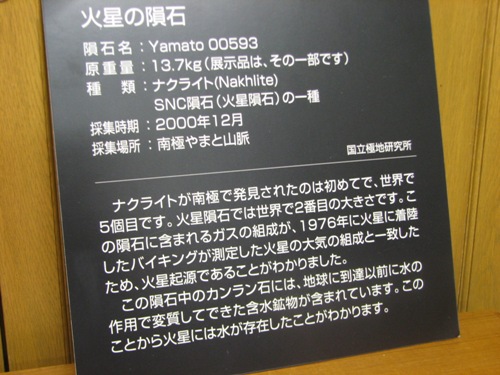 火星の隕石
隕石名：Yamato 00593
原重量：13.7kg（展示品は、その一部です）
種　類：ナクライト(Nakhlite)
SNC隕石（火星隕石）の一種
採集時期：2000年12月
採集場所：南極やまと山脈
国立極地研究所
ナクライトが南極で発見されたのは初めてで、世界で
5個目です。火星隕石では世界で2番目の大きさです。こ
の隕石に含まれるガスの組成が、1976年に火星に着陸
したバイキングが測定した火星の大気の組成と一致した
ため、火星起源であることがわかりました。
この隕石中のカンラン石には、地球に到達以前に水の
作用で変質してできた含水鉱物が含まれています。この
ことから火星には水が存在したことがわかります。